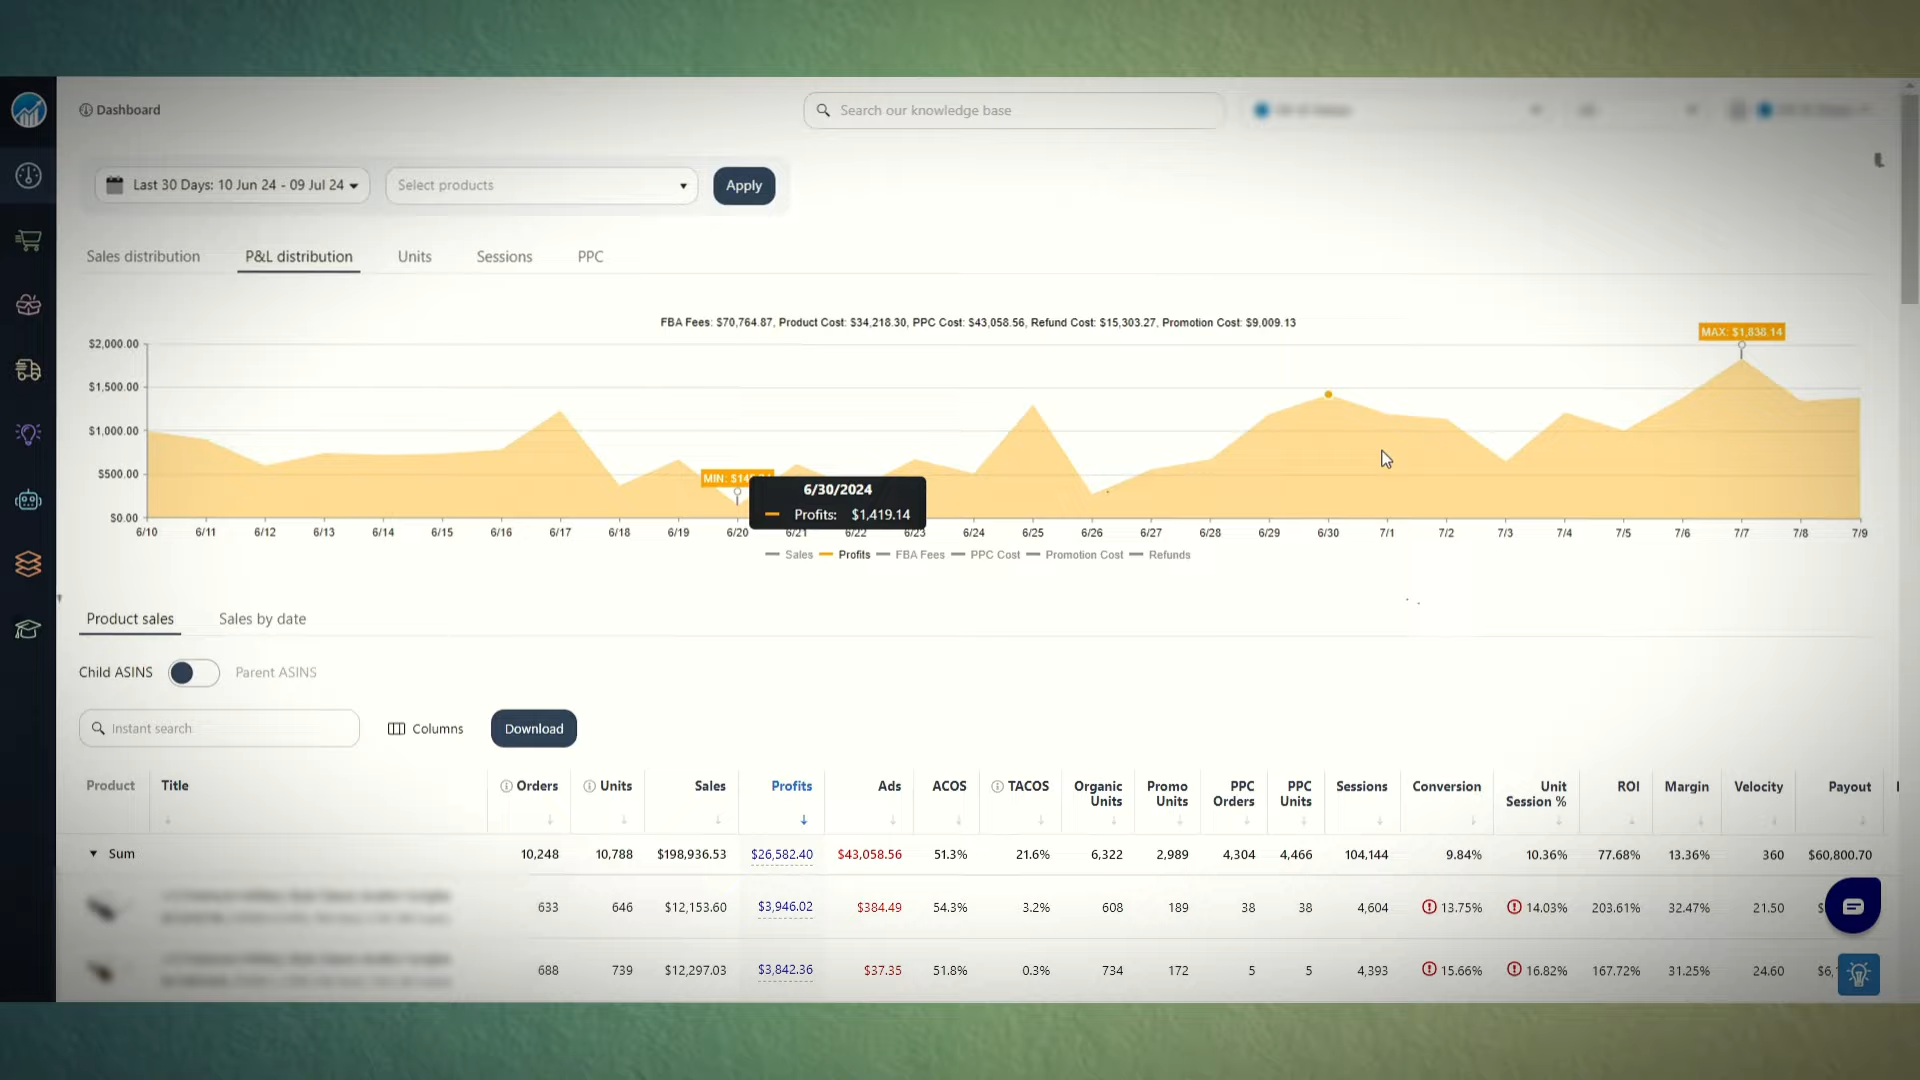 Dashboard
Search our knowledge base
Last 30 Days: 10 Jun 24 - 09 Jul 24
Select products
Apply
Sales distribution
P&L distribution
Units
Sessions
PPC
FBA Fees: $70,764.87, Product Cost: $34,218.30, PPC Cost: $43,058.56, Refund Cost: $15,303.27, Promotion Cost: $9,009.13
MAX: $1,838.14
$2,000.00
$1,500.00
$1,000.00
$500.00
$0.00
MIN:
6/30/2024
Profits: $1,419.14
6/10 6/11 6/12 6/13 6/14 6/15 6/16 6/17 6/18 6/19 6/20 6/21 6/22 6/23 6/24 6/25 6/26 6/27 6/28 6/29 6/30 7/1 7/2 7/3 7/4 7/5 7/6 7/7 7/8 7/9
Sales Profits FBA Fees PPC Cost Promotion Cost Refunds
Product sales
Sales by date
Child ASINS
Parent ASINS
Instant search
Columns
Download
Product Title Orders Units Sales Profits Ads ACOS TACOS Organic Units Promo Units PPC Orders PPC Units Sessions Conversion Unit Session % ROI Margin Velocity Payout
Sum 10,248 10,788 $198,936.53 $26,582.40 $43,058.56 51.3% 21.6% 6,322 2,989 4,304 4,466 104,144 9.84% 10.36% 77.68% 13.36% 360 $60,800.70
633 646 $12,153.60 $3,946.02 $384.49 54.3% 3.2% 608 189 38 38 4,604 13.75% 14.03% 203.61% 32.47% 21.50
688 739 $12,297.03 $3,842.36 $37.35 51.8% 0.3% 734 172 5 5 4,393 15.66% 16.82% 167.72% 31.25% 24.60